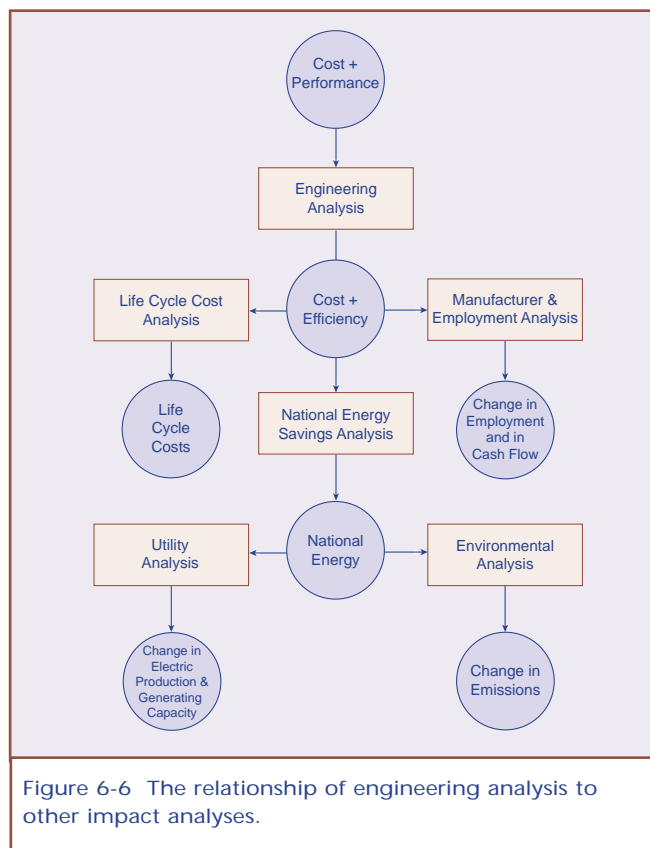 Cost +
Performance
Engineering
Analysis
Life Cycle Cost
Analysis
Cost +
Efficiency
Manufacturer &
Employment Analysis
Life
Cycle
Costs
National Energy
Savings Analysis
Change in
Employment
and in
Cash Flow
Utility
Analysis
National
Energy
Environmental
Analysis
Change in
Electric
Production &
Generating
Capacity
Change in
Emissions
Figure 6-6 The relationship of engineering analysis to
other impact analyses.